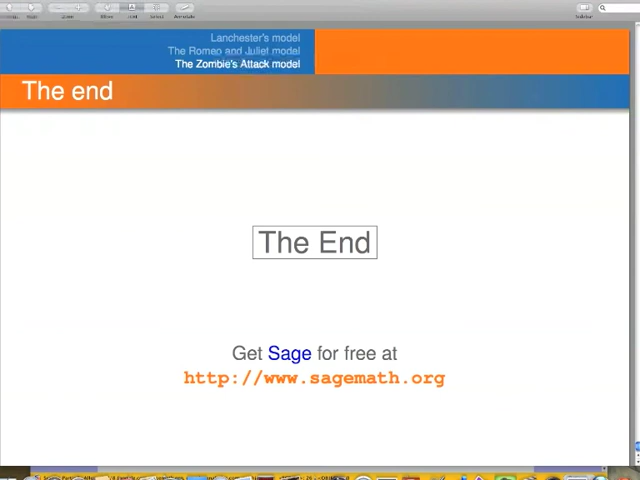 Lanchester's model
The Romeo and Juliet model
The Zombie's Attack model
The end
The End
Get Sage for free at
http://www.sagemath.org